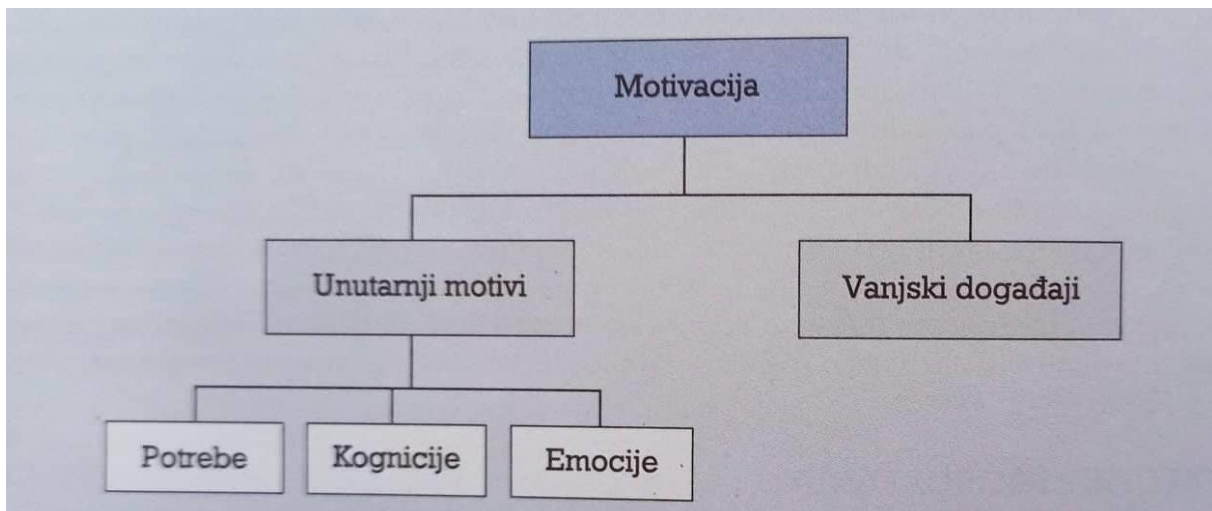 Motivacija
Unutarnji motivi
Vanjski događaji
Potrebe
Kognicije
Emocije